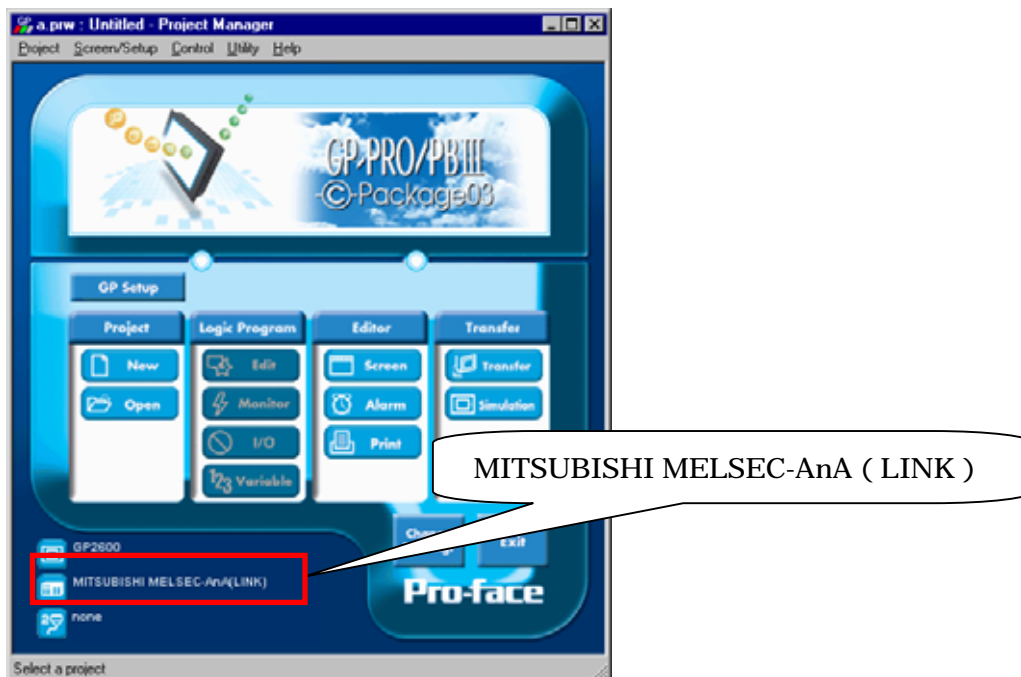 a.prw : Untitled - Project Manager
Project Screen/Setup Control Utility Help
GP-PRO/PBIII
-©-Package03
GP Setup
Project Logic Program Editor Transfer
New Edit Screen Transfer
Open Monitor Alarm Simulation
I/O Print
123 Variable
MITSUBISHI MELSEC-AnA ( LINK )
Exit
GP2600
MITSUBISHI MELSEC-AnA(LINK)
none
Pro-face
Select a project